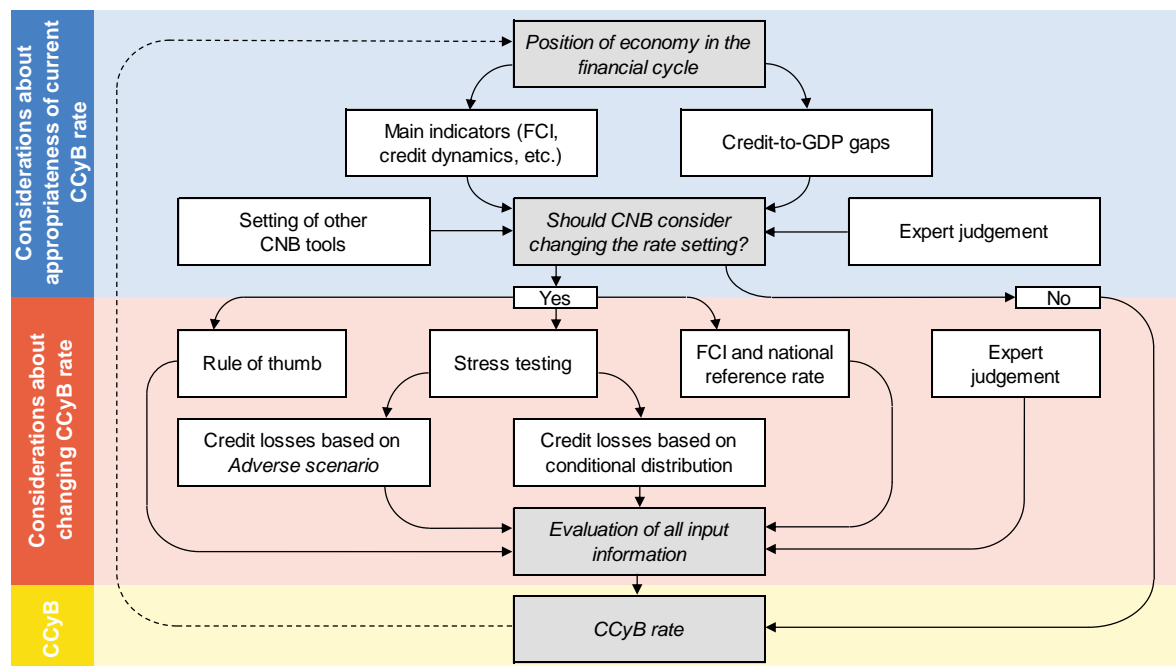 Considerations about
appropriateness of current
CCyB rate
Position of economy in the
financial cycle
Main indicators (FCI,
credit dynamics, etc.)
Credit-to-GDP gaps
Setting of other
CNB tools
Should CNB consider
changing the rate setting?
Expert judgement
Yes
No
Considerations about
changing CCyB rate
Rule of thumb
Stress testing
FCI and national
reference rate
Expert
judgement
Credit losses based on
Adverse scenario
Credit losses based on
conditional distribution
Evaluation of all input
information
CCyB
CCyB rate